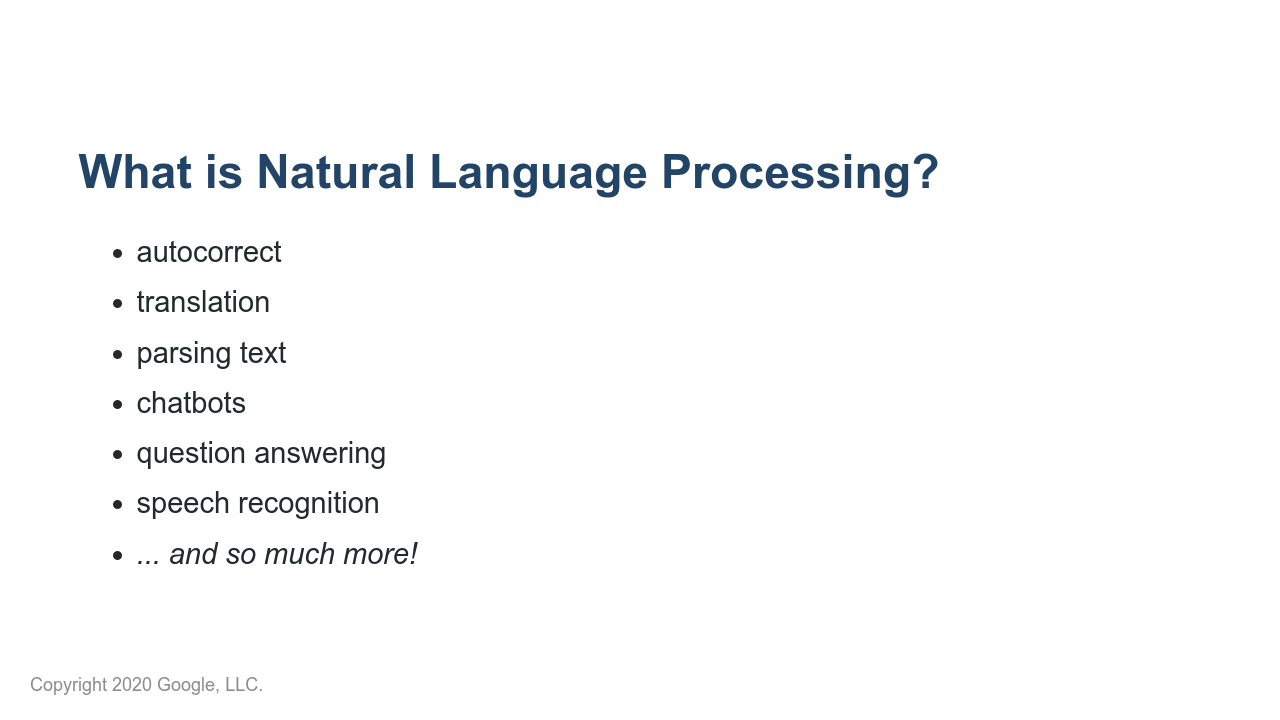 What is Natural Language Processing?
• autocorrect
• translation
• parsing text
• chatbots
• question answering
• speech recognition
• ... and so much more!
Copyright 2020 Google, LLC.